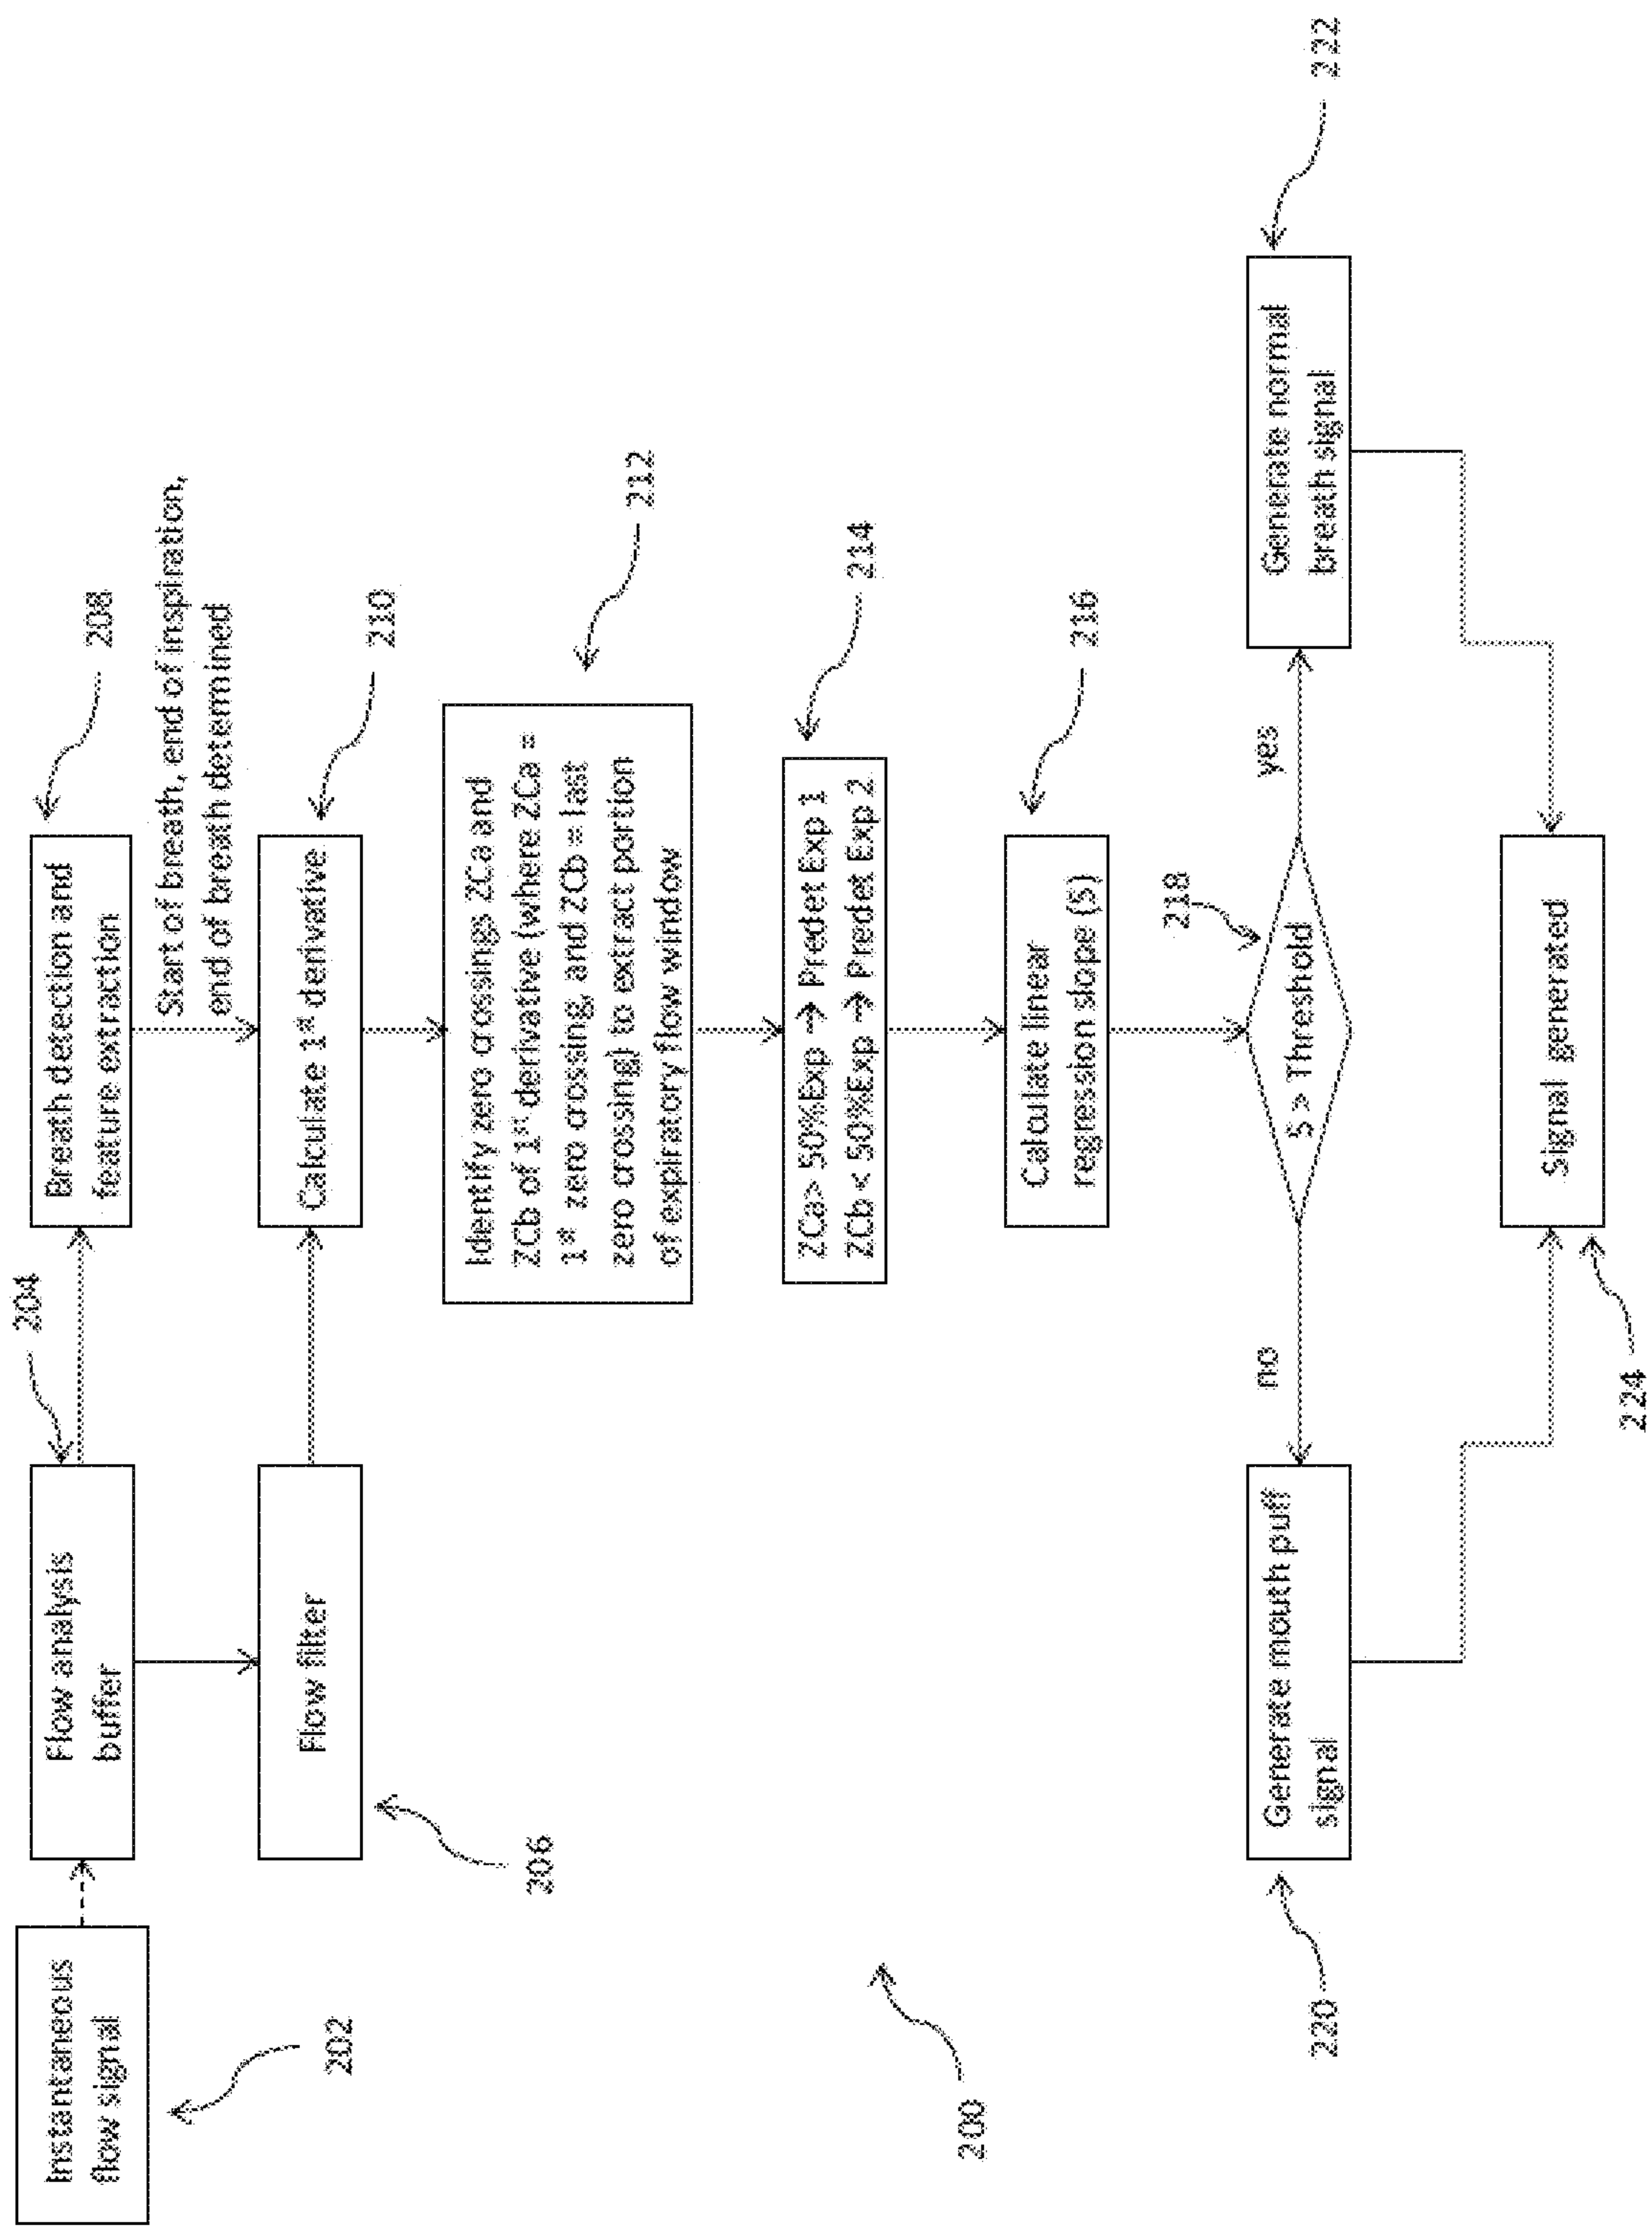 Instantaneous
flow signal
202
Flow analysis
buffer
204
Breath detection and
feature extraction
208
Start of breath, end of inspiration,
end of breath determined
Flow filter
206
Calculate 1st derivative
210
Identify zero crossings ZCa and
ZCb of 1st derivative (where ZCa =
1st zero crossing, and ZCb = last
zero crossing) to extract portion
of expiratory flow window
212
ZCa > 50%Exp → Predet Exp 1
ZCb < 50%Exp → Predet Exp 2
214
Calculate linear
regression slope (S)
216
200
218
S > Threshold
no
yes
Generate mouth puff
signal
220
Generate normal
breath signal
222
Signal generated
224